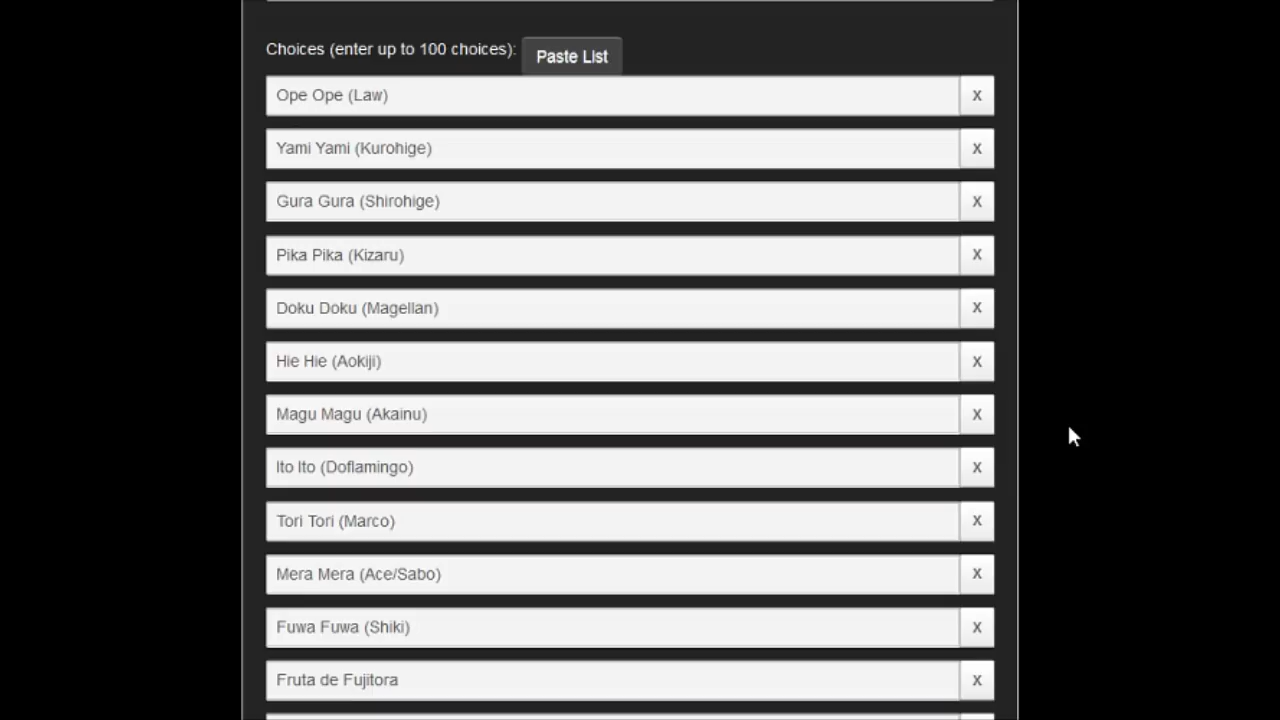 Choices (enter up to 100 choices): Paste List
Ope Ope (Law) X
Yami Yami (Kurohige) X
Gura Gura (Shirohige) X
Pika Pika (Kizaru) X
Doku Doku (Magellan) X
Hie Hie (Aokiji) X
Magu Magu (Akainu) X
Ito Ito (Doflamingo) X
Tori Tori (Marco) X
Mera Mera (Ace/Sabo) X
Fuwa Fuwa (Shiki) X
Fruta de Fujitora X